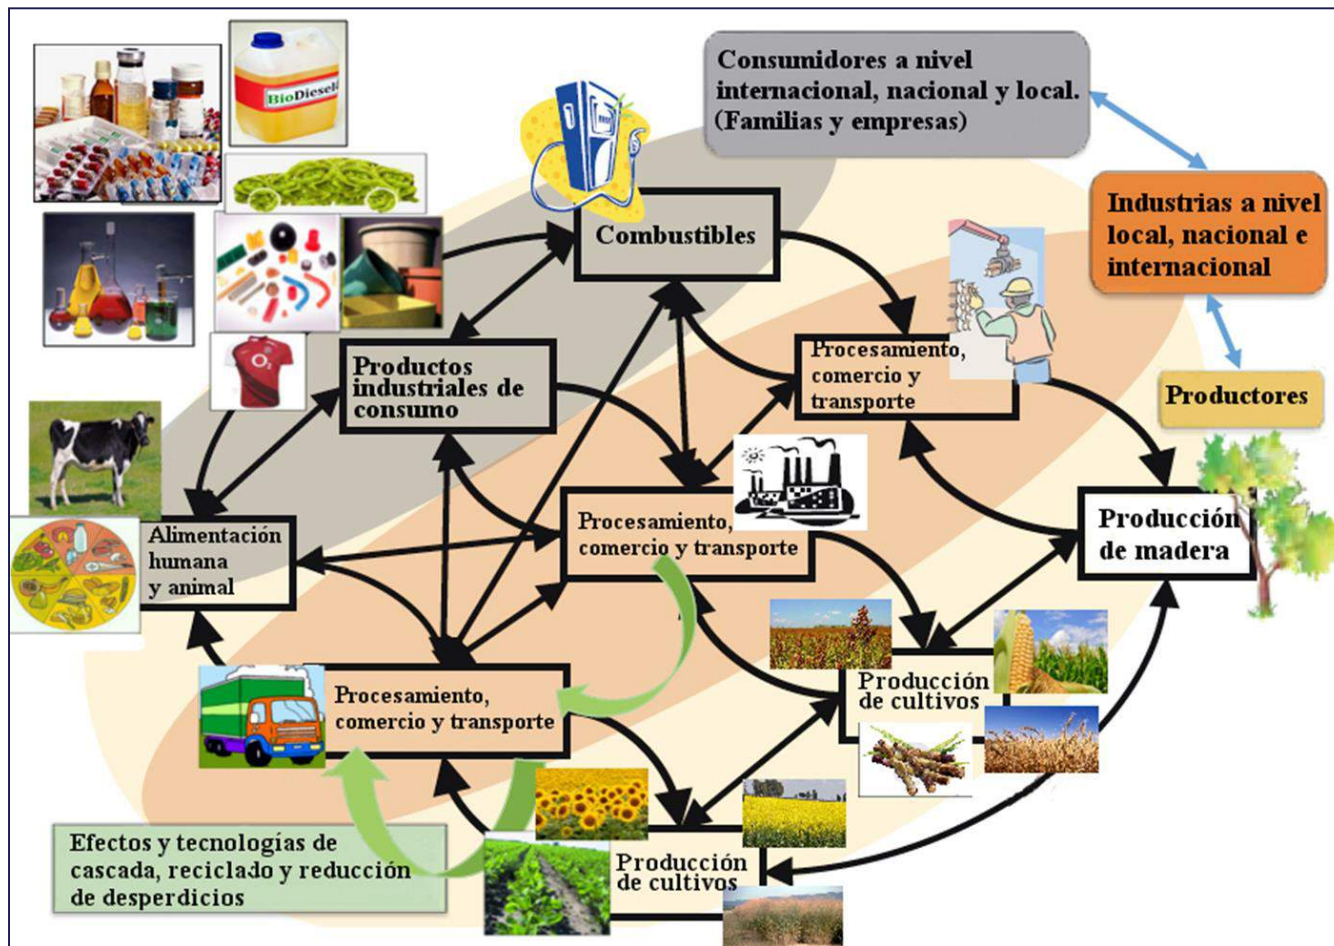 BioDiesel
Consumidores a nivel
internacional, nacional y local.
(Familias y empresas)
Industrias a nivel
local, nacional e
internacional
Productores
Combustibles
Productos
industriales de
consumo
O2
Procesamiento,
comercio y
transporte
Alimentación
humana
y animal
Procesamiento,
comercio y transporte
Producción
de madera
Procesamiento,
comercio y transporte
Producción
de cultivos
Efectos y tecnologías de
cascada, reciclado y reducción
de desperdicios
Producción
de cultivos